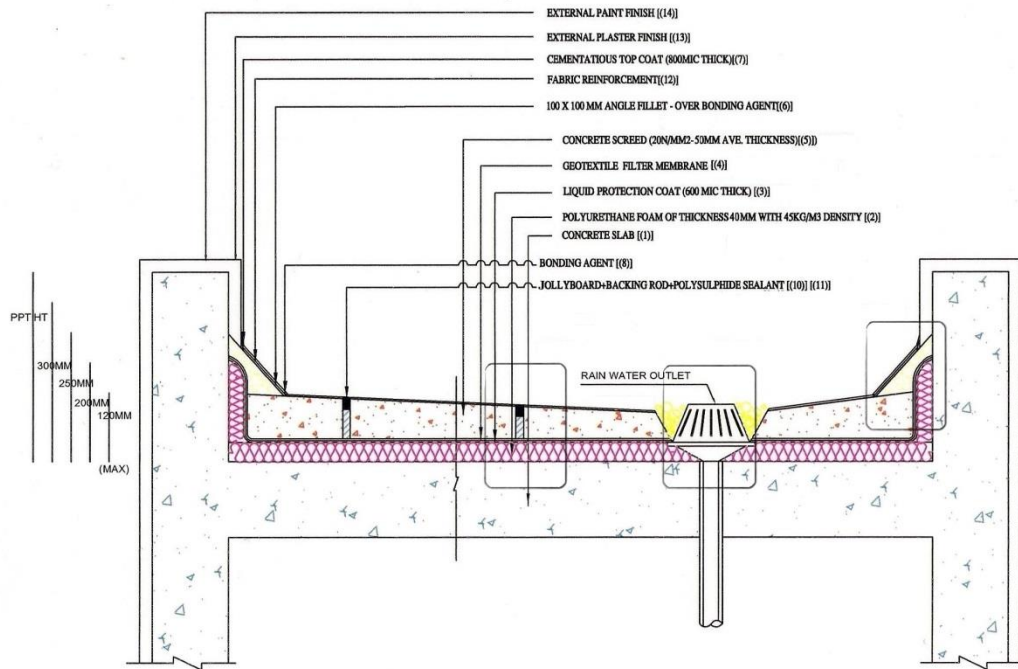 EXTERNAL PAINT FINISH [(14)]
EXTERNAL PLASTER FINISH [(13)]
CEMENTATIOUS TOP COAT (800MIC THICK)[(7)]
FABRIC REINFORCEMENT[(12)]
100 X 100 MM ANGLE FILLET - OVER BONDING AGENT[(6)]
CONCRETE SCREED (20N/MM2-50MM AVE. THICKNESS)[(5)])
GEOTEXTILE FILTER MEMBRANE [(4)]
LIQUID PROTECTION COAT (600 MIC THICK) [(3)]
POLYURETHANE FOAM OF THICKNESS 40MM WITH 45KG/M3 DENSITY [(2)]
CONCRETE SLAB [(1)]
BONDING AGENT [(8)]
JOLLYBOARD+BACKING ROD+POLYSULPHIDE SEALANT [(10)] [(11)]
PPT HT
300MM
250MM
200MM
120MM
(MAX)
RAIN WATER OUTLET